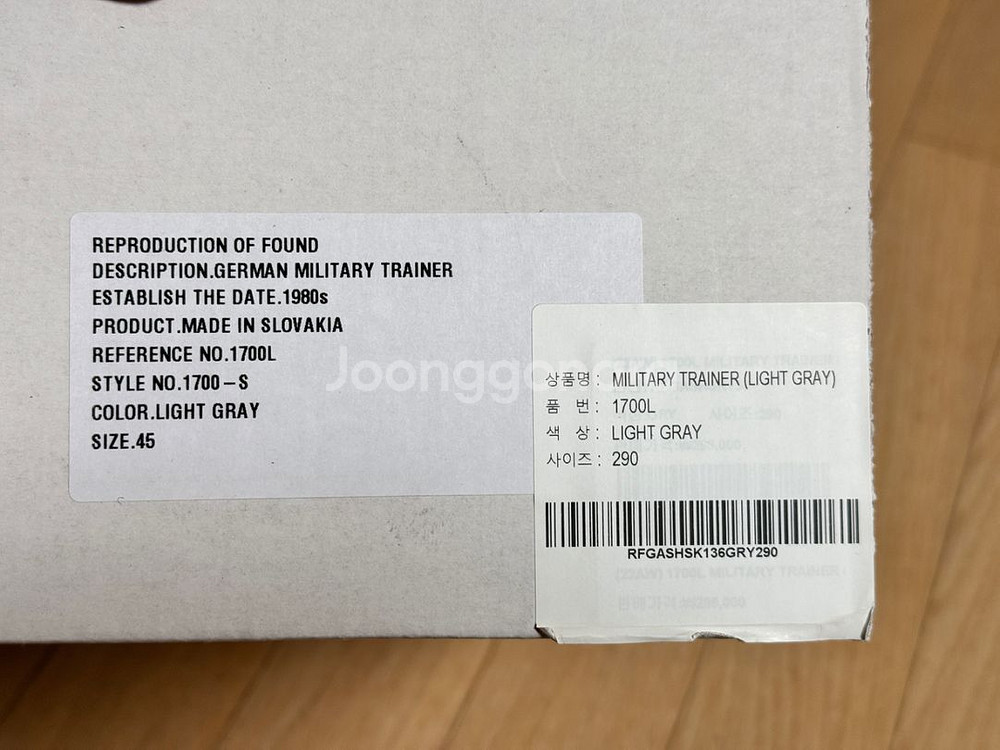 REPRODUCTION OF FOUND
DESCRIPTION.GERMAN MILITARY TRAINER
ESTABLISH THE DATE.1980s
PRODUCT.MADE IN SLOVAKIA
REFERENCE NO.1700L
STYLE NO.1700-S
COLOR.LIGHT GRAY
SIZE.45
상품명 : MILITARY TRAINER (LIGHT GRAY)
품 번 : 1700L
색 상 : LIGHT GRAY
사이즈 : 290
RFGASHSK136GRY290